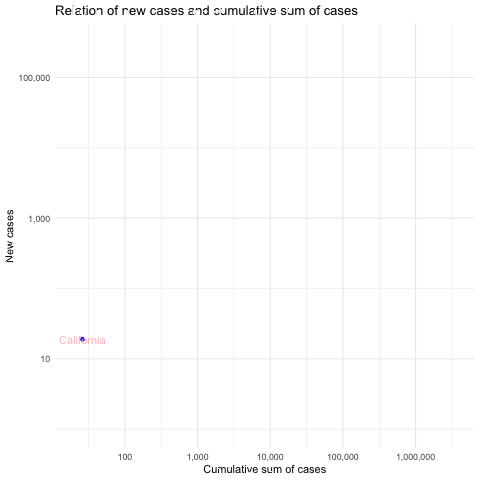 Relation of new cases and cumulative sum of cases
100,000
1,000
10
New cases
California
100
1,000
10,000
100,000
1,000,000
Cumulative sum of cases